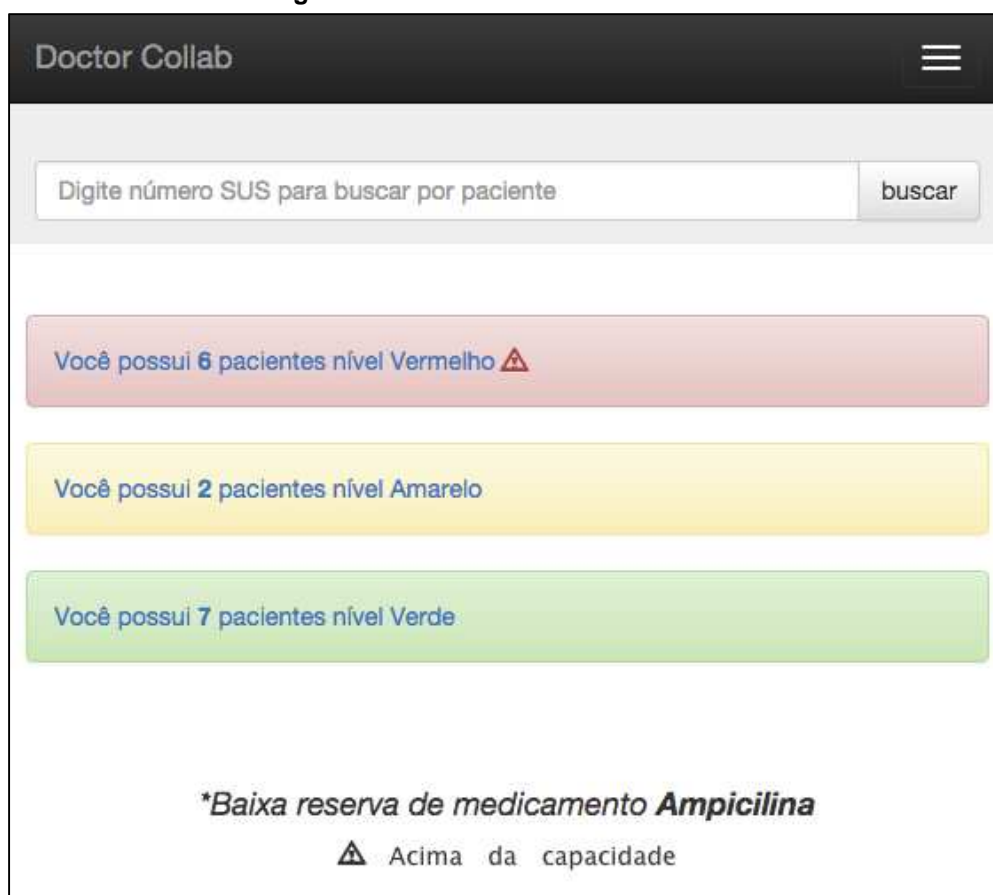 Doctor Collab
Digite número SUS para buscar por paciente
buscar
Você possui 6 pacientes nível Vermelho
Você possui 2 pacientes nível Amarelo
Você possui 7 pacientes nível Verde
*Baixa reserva de medicamento Ampicilina
Acima da capacidade